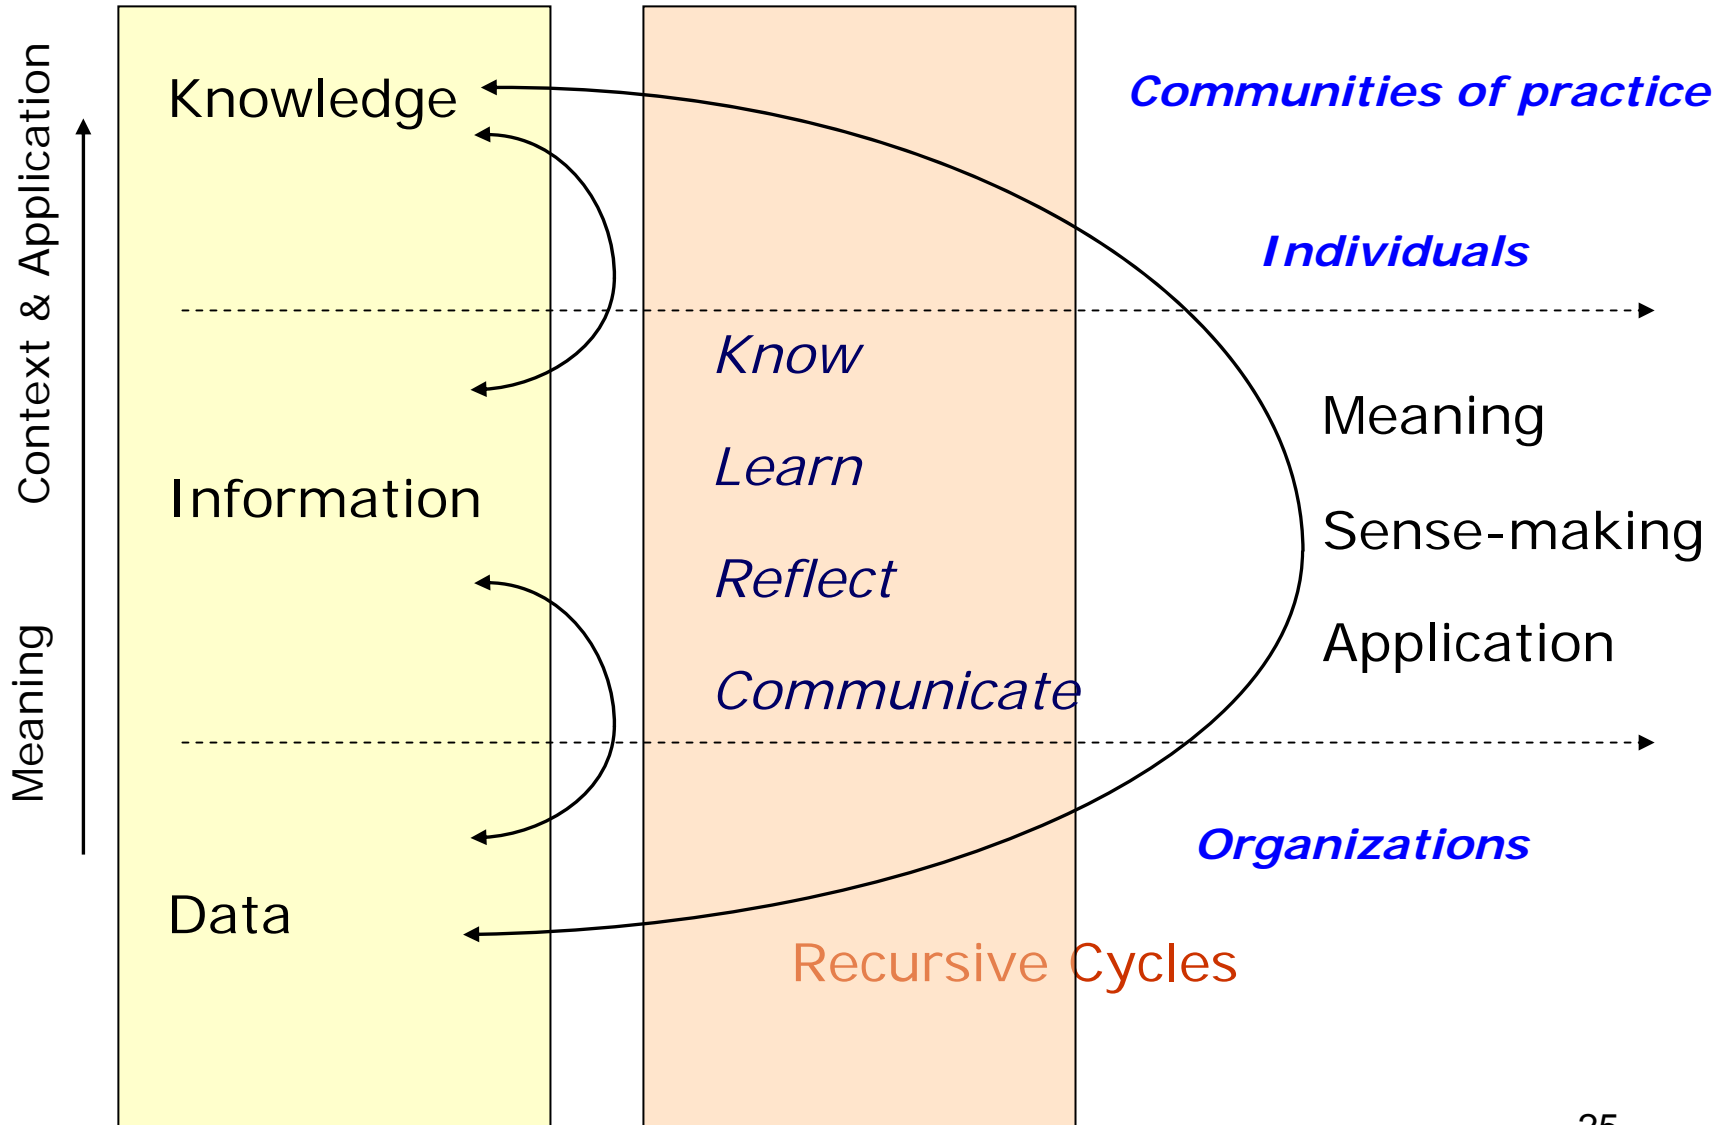 Context & Application
Meaning
Knowledge
Information
Data
Know
Learn
Reflect
Communicate
Recursive Cycles
Communities of practice
Individuals
Meaning
Sense-making
Application
Organizations
25